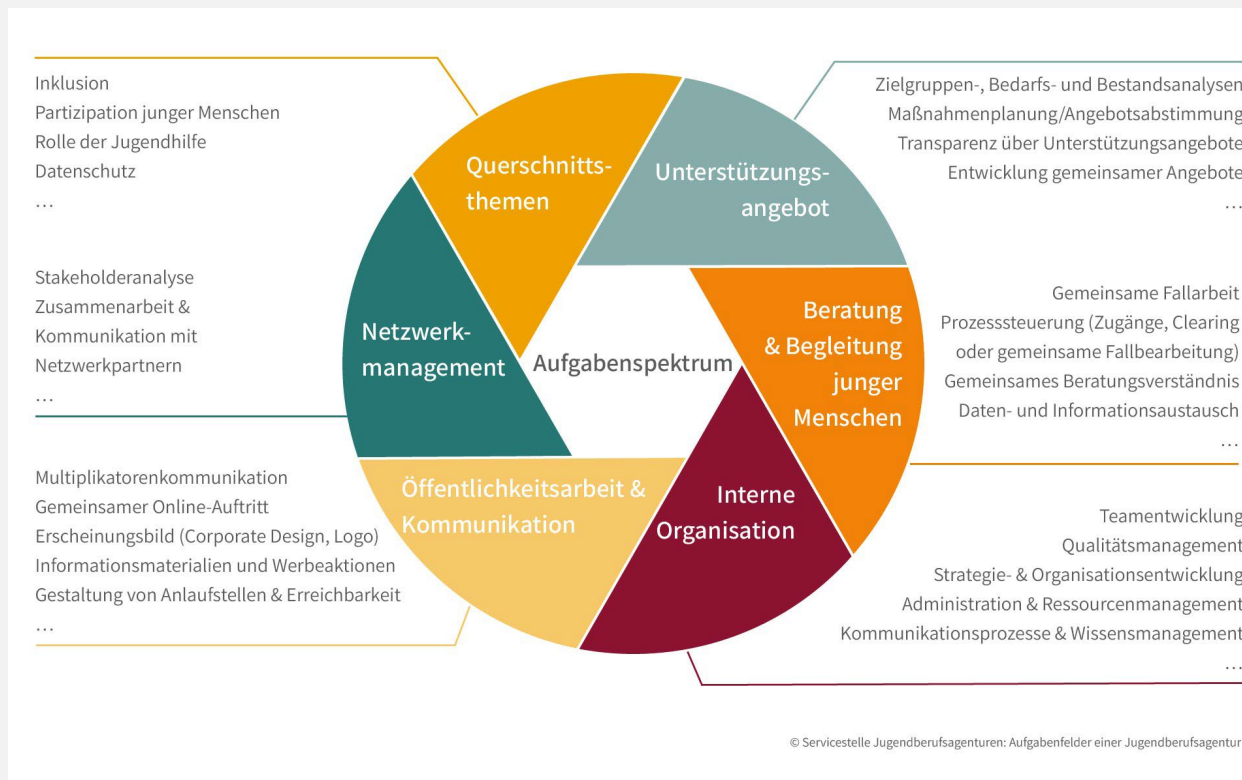 Inklusion
Partizipation junger Menschen
Rolle der Jugendhilfe
Datenschutz
…
Querschnitts-
themen
Unterstützungs-
angebot
Zielgruppen-, Bedarfs- und Bestandsanalysen
Maßnahmenplanung/Angebotsabstimmung
Transparenz über Unterstützungsangebote
Entwicklung gemeinsamer Angebote
…
Stakeholderanalyse
Zusammenarbeit &
Kommunikation mit
Netzwerkpartnern
…
Netzwerk-
management
Aufgabenspektrum
Beratung
& Begleitung
junger
Menschen
Gemeinsame Fallarbeit
Prozesssteuerung (Zugänge, Clearing
oder gemeinsame Fallbearbeitung)
Gemeinsames Beratungsverständnis
Daten- und Informationsaustausch
…
Multiplikatorenkommunikation
Gemeinsamer Online-Auftritt
Erscheinungsbild (Corporate Design, Logo)
Informationsmaterialien und Werbeaktionen
Gestaltung von Anlaufstellen & Erreichbarkeit
…
Öffentlichkeitsarbeit &
Kommunikation
Interne
Organisation
Teamentwicklung
Qualitätsmanagement
Strategie- & Organisationsentwicklung
Administration & Ressourcenmanagement
Kommunikationsprozesse & Wissensmanagement
…
© Servicestelle Jugendberufsagenturen: Aufgabenfelder einer Jugendberufsagentur